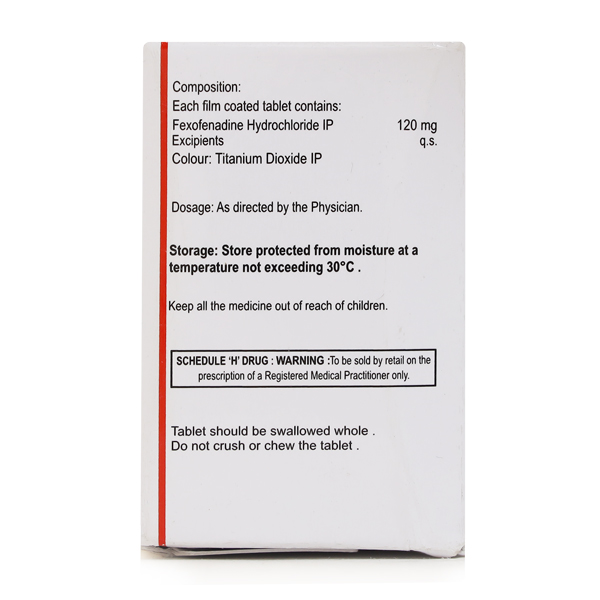 Composition:
Each film coated tablet contains:
Fexofenadine Hydrochloride IP 120 mg
Excipients q.s.
Colour: Titanium Dioxide IP
Dosage: As directed by the Physician.
Storage: Store protected from moisture at a
temperature not exceeding 30°C .
Keep all the medicine out of reach of children.
SCHEDULE 'H' DRUG : WARNING :To be sold by retail on the
prescription of a Registered Medical Practitioner only.
Tablet should be swallowed whole .
Do not crush or chew the tablet .